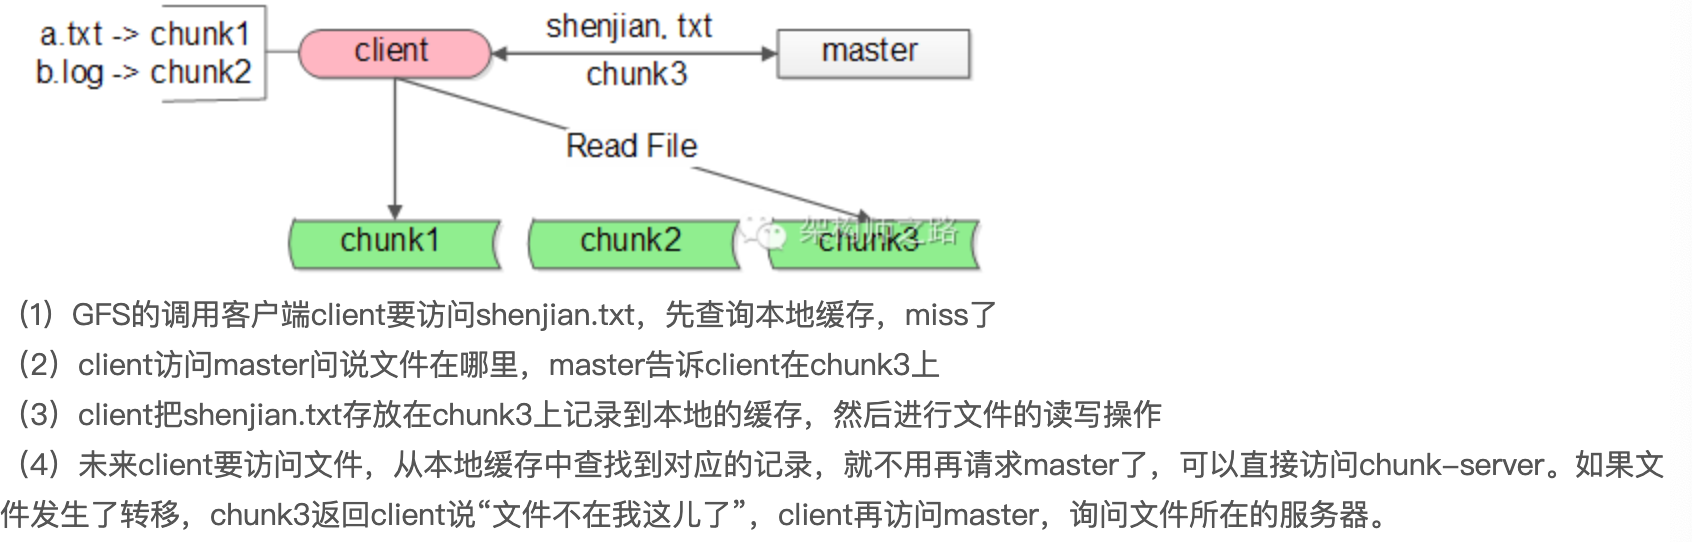 a.txt -> chunk1
b.log -> chunk2
client
shenjian. txt
chunk3
master
Read File
chunk1
chunk2
chunk3
架构师之路
（1）GFS的调用客户端client要访问shenjian.txt，先查询本地缓存，miss了
（2）client访问master问说文件在哪里，master告诉client在chunk3上
（3）client把shenjian.txt存放在chunk3上记录到本地的缓存，然后进行文件的读写操作
（4）未来client要访问文件，从本地缓存中查找到对应的记录，就不用再请求master了，可以直接访问chunk-server。如果文
件发生了转移，chunk3返回client说“文件不在我这儿了”，client再访问master，询问文件所在的服务器。